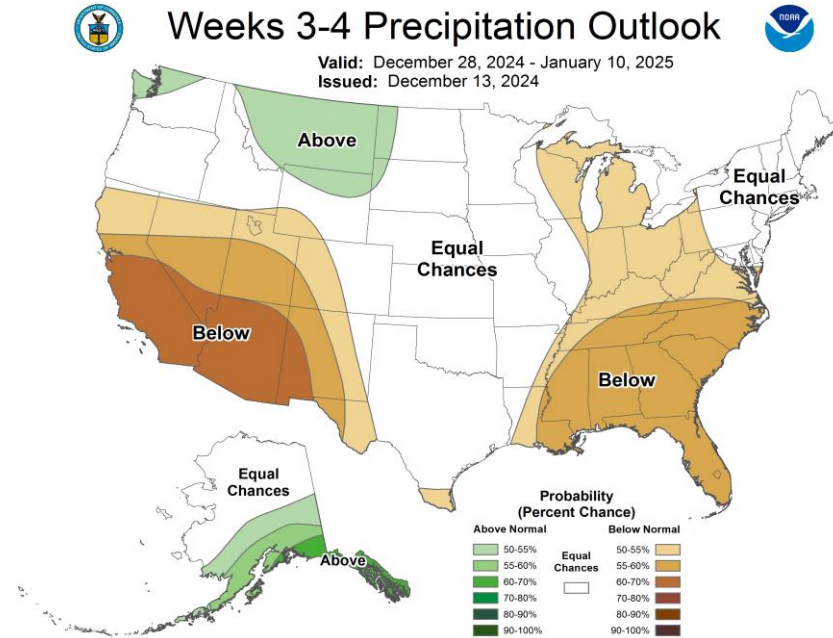 Weeks 3-4 Precipitation Outlook
Valid: December 28, 2024 - January 10, 2025
Issued: December 13, 2024
NOAA
Above
Equal
Chances
Equal
Chances
Below
Below
Equal
Chances
Above
Probability
(Percent Chance)
Above Normal
Below Normal
50-55%
55-60%
60-70%
70-80%
80-90%
90-100%
Equal
Chances
50-55%
55-60%
60-70%
70-80%
80-90%
90-100%